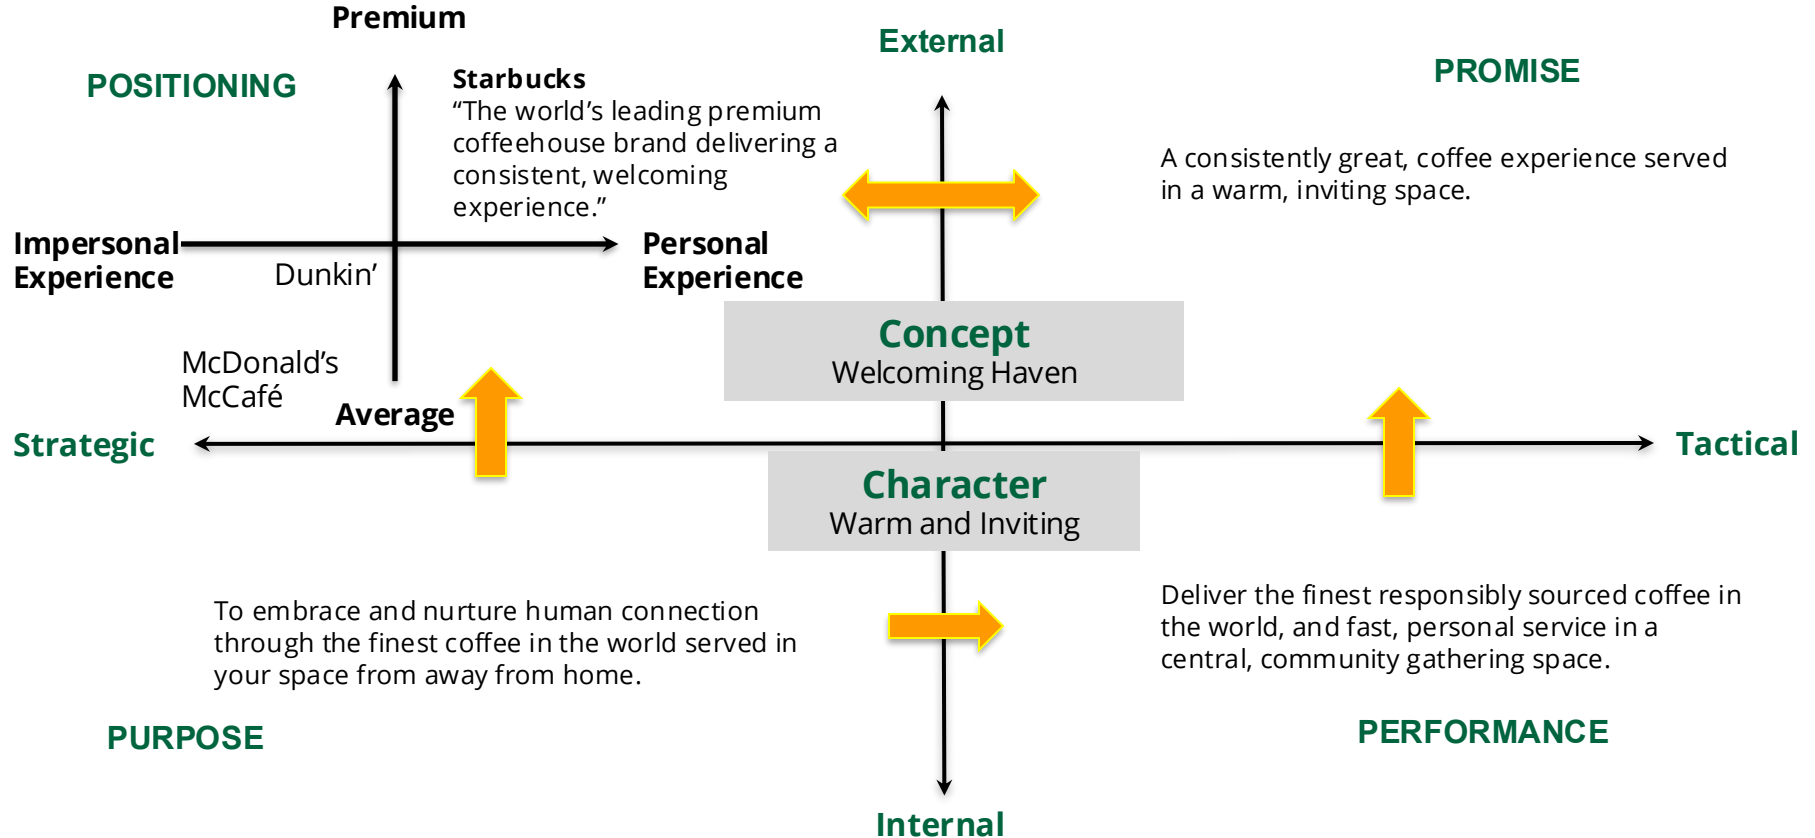 Premium
External
POSITIONING
PROMISE
Starbucks
“The world’s leading premium
coffeehouse brand delivering a
consistent, welcoming
experience.”
A consistently great, coffee experience served
in a warm, inviting space.
Impersonal
Experience
Personal
Experience
Dunkin’
McDonald’s
McCafé
Average
Concept
Welcoming Haven
Strategic
Tactical
Character
Warm and Inviting
To embrace and nurture human connection
through the finest coffee in the world served in
your space from away from home.
Deliver the finest responsibly sourced coffee in
the world, and fast, personal service in a
central, community gathering space.
PURPOSE
PERFORMANCE
Internal